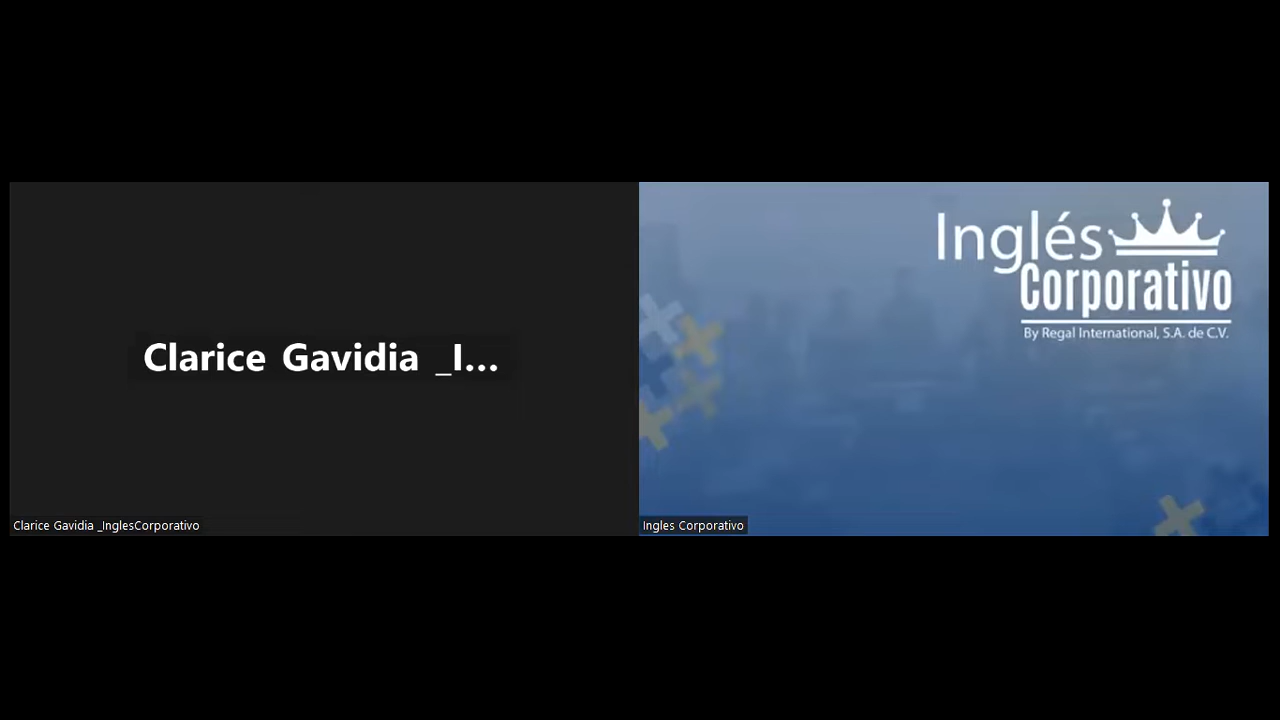 Clarice Gavidia _I...
Clarice Gavidia _InglesCorporativo
Inglés
Corporativo
By Regal International, S.A. de C.V.
Ingles Corporativo